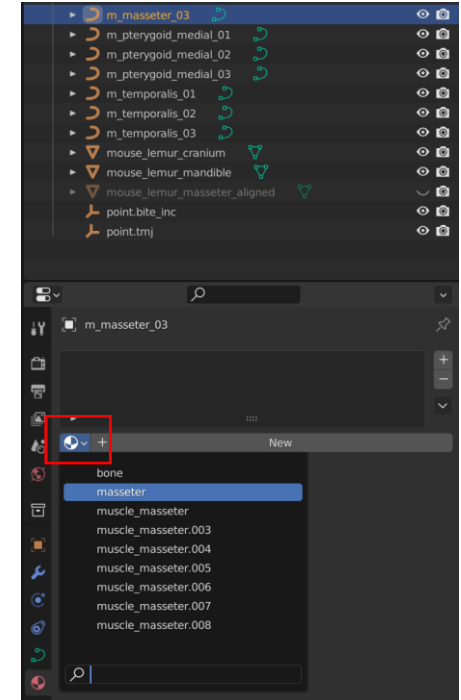 m_masseter_03
m_pterygoid_medial_01
m_pterygoid_medial_02
m_pterygoid_medial_03
m_temporalis_01
m_temporalis_02
m_temporalis_03
mouse_lemur_cranium
mouse_lemur_mandible
mouse_lemur_masseter_aligned
point.bite_inc
point.tmj
m_masseter_03
New
bone
masseter
muscle_masseter
muscle_masseter.003
muscle_masseter.004
muscle_masseter.005
muscle_masseter.006
muscle_masseter.007
muscle_masseter.008